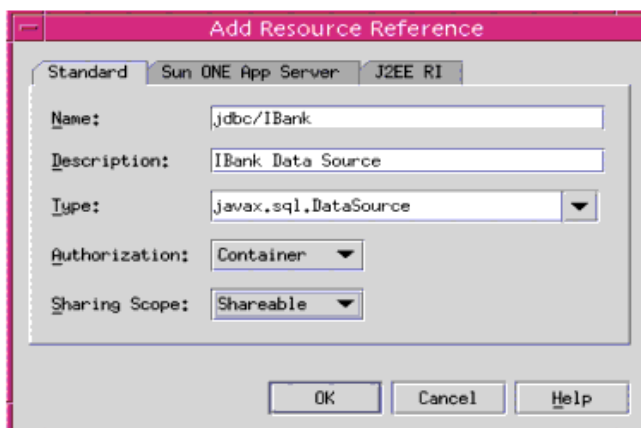 Add Resource Reference
Standard Sun ONE App Server J2EE RI
Name: jdbc/IBank
Description: IBank Data Source
Type: javax.sql.DataSource
Authorization: Container
Sharing Scope: Shareable
OK Cancel Help